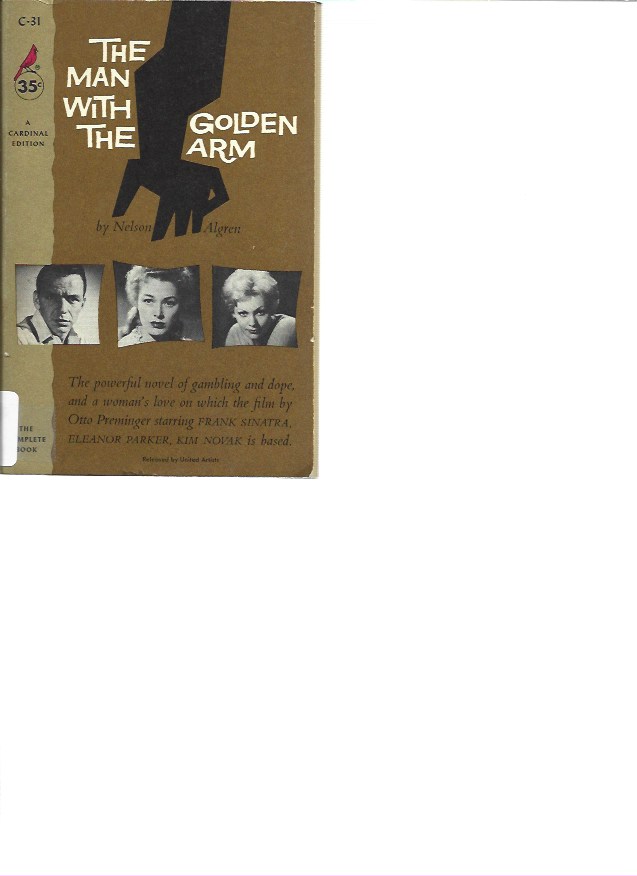 C-31
35¢
A
CARDINAL
EDITION
THE
MAN
WITH
THE
GOLDEN
ARM
by Nelson Algren
The powerful novel of gambling and dope,
and a woman's love on which the film by
Otto Preminger starring FRANK SINATRA,
ELEANOR PARKER, KIM NOVAK is based.
Released by United Artists
THE
MPLETE
OOK